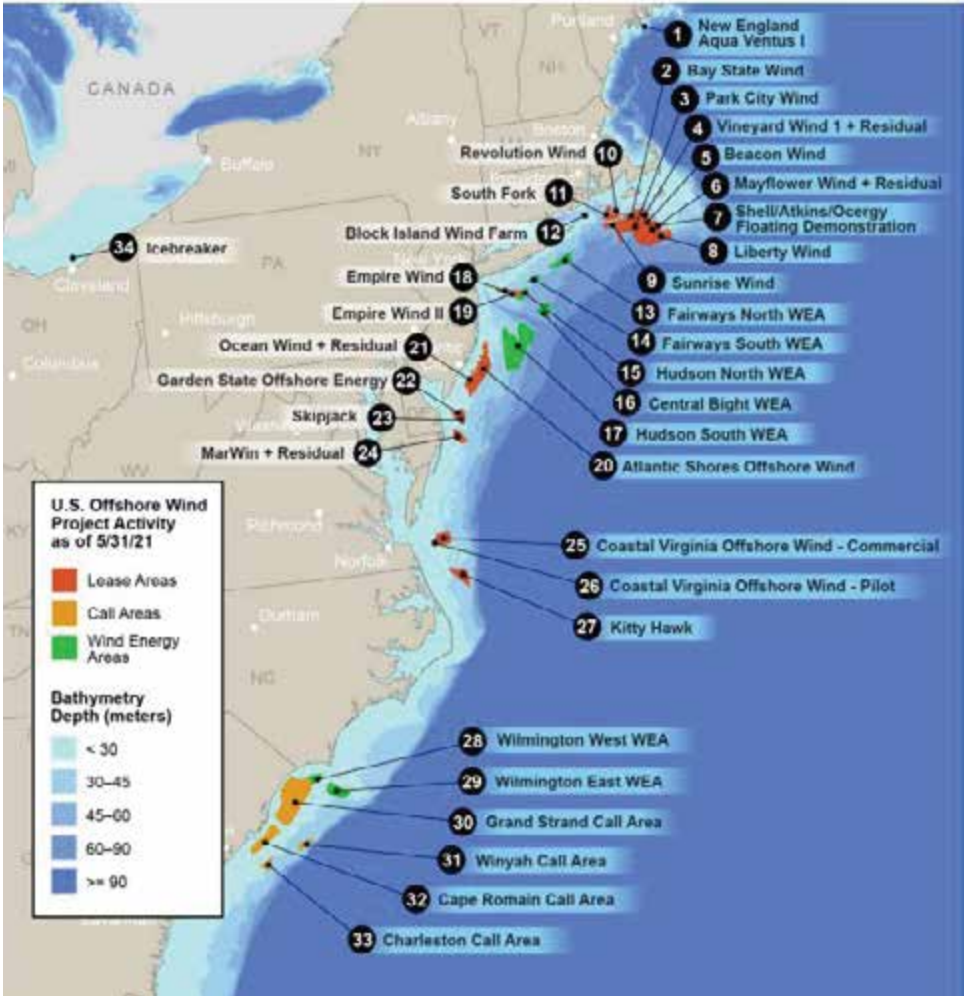 Portland
1 New England
Aqua Ventus I
VT
NH
2 Bay State Wind
CANADA
3 Park City Wind
Albany
4 Vineyard Wind 1 + Residual
Boston
NY
Revolution Wind 10
5 Beacon Wind
Buffalo
6 Mayflower Wind + Residual
South Fork 11
7 Shell/Atkins/Ocergy
Floating Demonstration
Block Island Wind Farm 12
34 Icebreaker
8 Liberty Wind
PA
Cleveland
Empire Wind 18
9 Sunrise Wind
Empire Wind II 19
13 Fairways North WEA
OH
Pittsburgh
Ocean Wind + Residual 21
14 Fairways South WEA
Columbus
Garden State Offshore Energy 22
15 Hudson North WEA
16 Central Bight WEA
Skipjack 23
17 Hudson South WEA
MarWin + Residual 24
20 Atlantic Shores Offshore Wind
WV
U.S. Offshore Wind
Project Activity
as of 5/31/21
KY
Richmond
Norfolk
25 Coastal Virginia Offshore Wind - Commercial
Lease Areas
26 Coastal Virginia Offshore Wind - Pilot
Call Areas
Durham
27 Kitty Hawk
TN
Wind Energy
Areas
NC
Bathymetry
Depth (meters)
< 30
30–45
45–60
60–90
>= 90
28 Wilmington West WEA
29 Wilmington East WEA
30 Grand Strand Call Area
31 Winyah Call Area
32 Cape Romain Call Area
33 Charleston Call Area